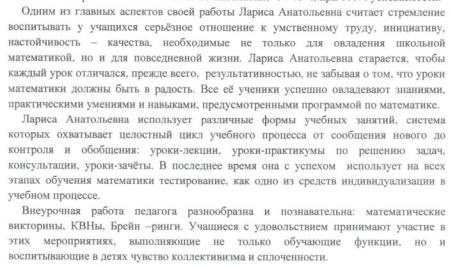 Одним из главных аспектов своей работы Лариса Анатольевна считает стремление
воспитывать у учащихся серьёзное отношение к умственному труду, инициативу,
настойчивость – качества, необходимые не только для овладения школьной
математикой, но и для повседневной жизни. Лариса Анатольевна старается, чтобы
каждый урок отличался, прежде всего, результативностью, не забывая о том, что уроки
математики должны быть в радость. Все её ученики успешно овладевают знаниями,
практическими умениями и навыками, предусмотренными программой по математике.
Лариса Анатольевна использует различные формы учебных занятий, система
которых охватывает целостный цикл учебного процесса от сообщения нового до
контроля и обобщения: уроки-лекции, уроки-практикумы по решению задач,
консультации, уроки-зачёты. В последнее время она с успехом использует на всех
этапах обучения математики тестирование, как одно из средств индивидуализации в
учебном процессе.
Внеурочная работа педагога разнообразна и познавательна: математические
викторины, КВНы, Брейн –ринги. Учащиеся с удовольствием принимают участие в
этих мероприятиях, выполняющие не только обучающие функции, но и
воспитывающие в детях чувство коллективизма и сплоченности.